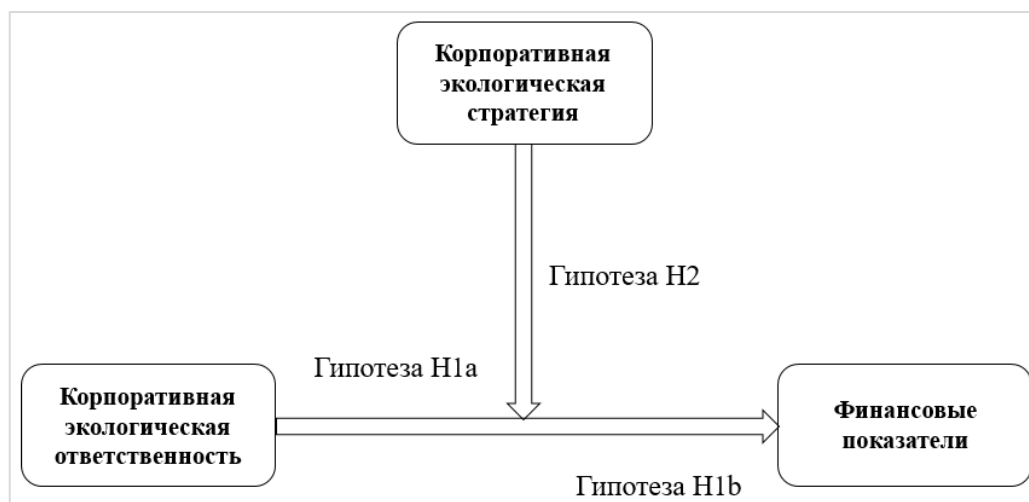 Корпоративная
экологическая
стратегия
Гипотеза H2
Гипотеза H1a
Корпоративная
экологическая
ответственность
Финансовые
показатели
Гипотеза H1b